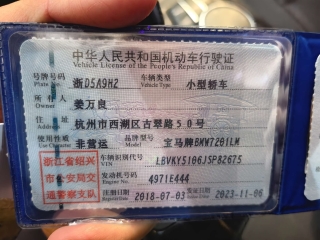 中华人民共和国机动车行驶证
Vehicle License of the People's Republic of China
号牌号码 浙D5A9H2 车辆类型 小型轿车
Plate No. Vehicle Type
所有人 姜万良
Owner
住址 杭州市西湖区古翠路50号
Address
使用性质 非营运 品牌型号 宝马牌BMW7201LM
Use Character Model
浙江省绍兴
市公安局交
通警察支队
车辆识别代号 LBVKY5106JSP82675
VIN
发动机号码 4971E444
Engine No.
注册日期 2018-07-03 发证日期 2023-11-06
Register Date Issue Date